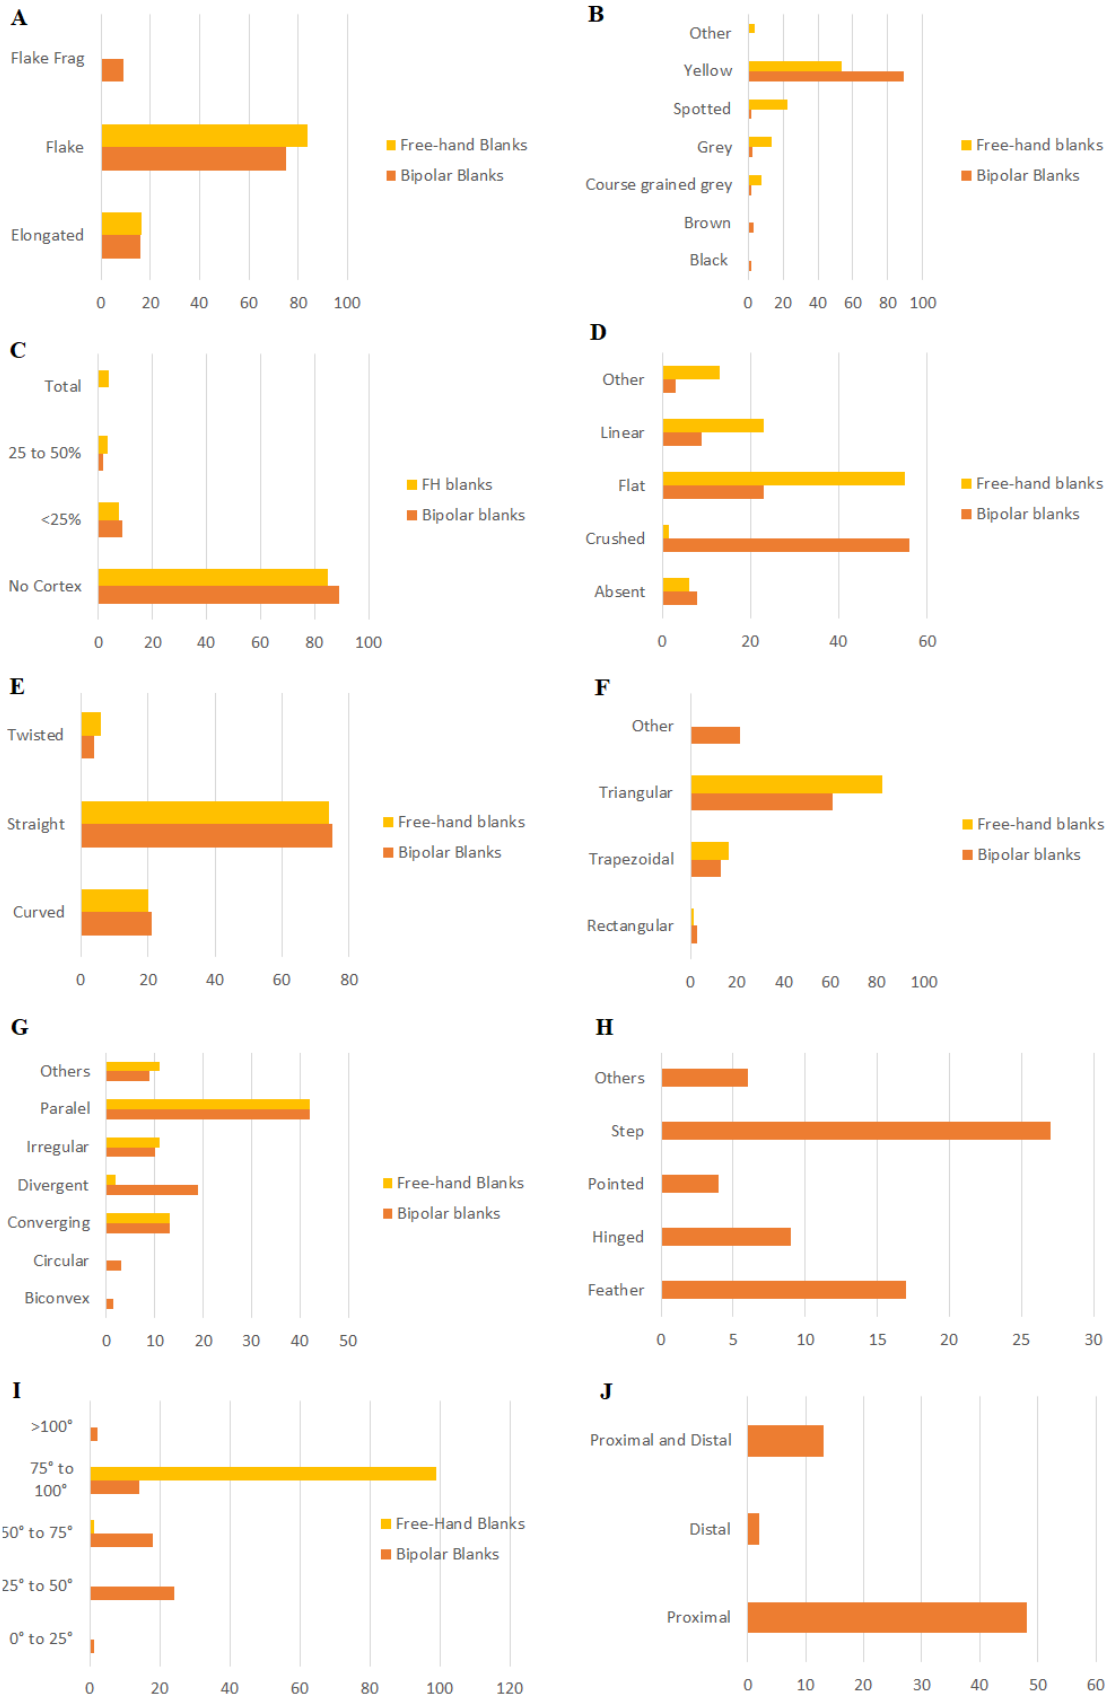 A
Flake Frag
Flake
Elongated
0 20 40 60 80 100
Free-hand Blanks
Bipolar Blanks
B
Other
Yellow
Spotted
Grey
Course grained grey
Brown
Black
0 20 40 60 80 100
Free-hand blanks
Bipolar Blanks
C
Total
25 to 50%
<25%
No Cortex
0 20 40 60 80 100
FH blanks
Bipolar blanks
D
Other
Linear
Flat
Crushed
Absent
0 20 40 60
Free-hand blanks
Bipolar blanks
E
Twisted
Straight
Curved
0 20 40 60 80
Free-hand blanks
Bipolar Blanks
F
Other
Triangular
Trapezoidal
Rectangular
0 20 40 60 80 100
Free-hand blanks
Bipolar blanks
G
Others
Paralel
Irregular
Divergent
Converging
Circular
Biconvex
0 10 20 30 40 50
Free-hand Blanks
Bipolar blanks
H
Others
Step
Pointed
Hinged
Feather
0 5 10 15 20 25 30
I
>100°
75° to
100°
50° to 75°
25° to 50°
0° to 25°
0 20 40 60 80 100 120
Free-Hand Blanks
Bipolar Blanks
J
Proximal and Distal
Distal
Proximal
0 10 20 30 40 50 60